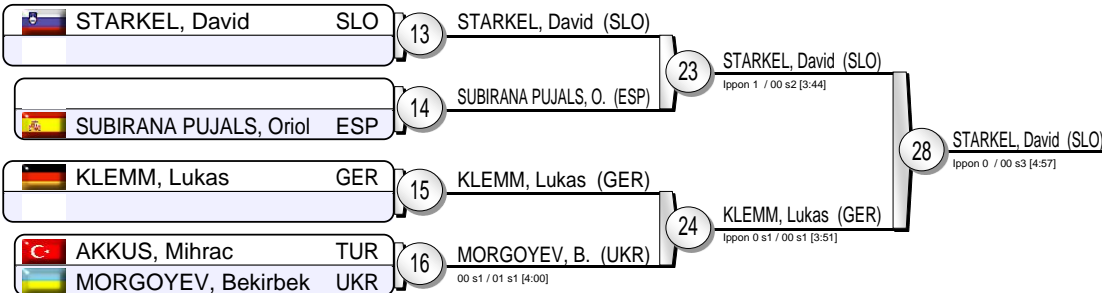 STARKEL, David SLO
13
STARKEL, David (SLO)
14
SUBIRANA PUJALS, Oriol ESP
SUBIRANA PUJALS, O. (ESP)
23
STARKEL, David (SLO)
Ippon 1 / 00 s2 [3:44]
KLEMM, Lukas GER
15
KLEMM, Lukas (GER)
AKKUS, Mihrac TUR
MORGOYEV, Bekirbek UKR
16
MORGOYEV, B. (UKR)
00 s1 / 01 s1 [4:00]
24
KLEMM, Lukas (GER)
Ippon 0 s1 / 00 s1 [3:51]
28
STARKEL, David (SLO)
Ippon 0 / 00 s3 [4:57]